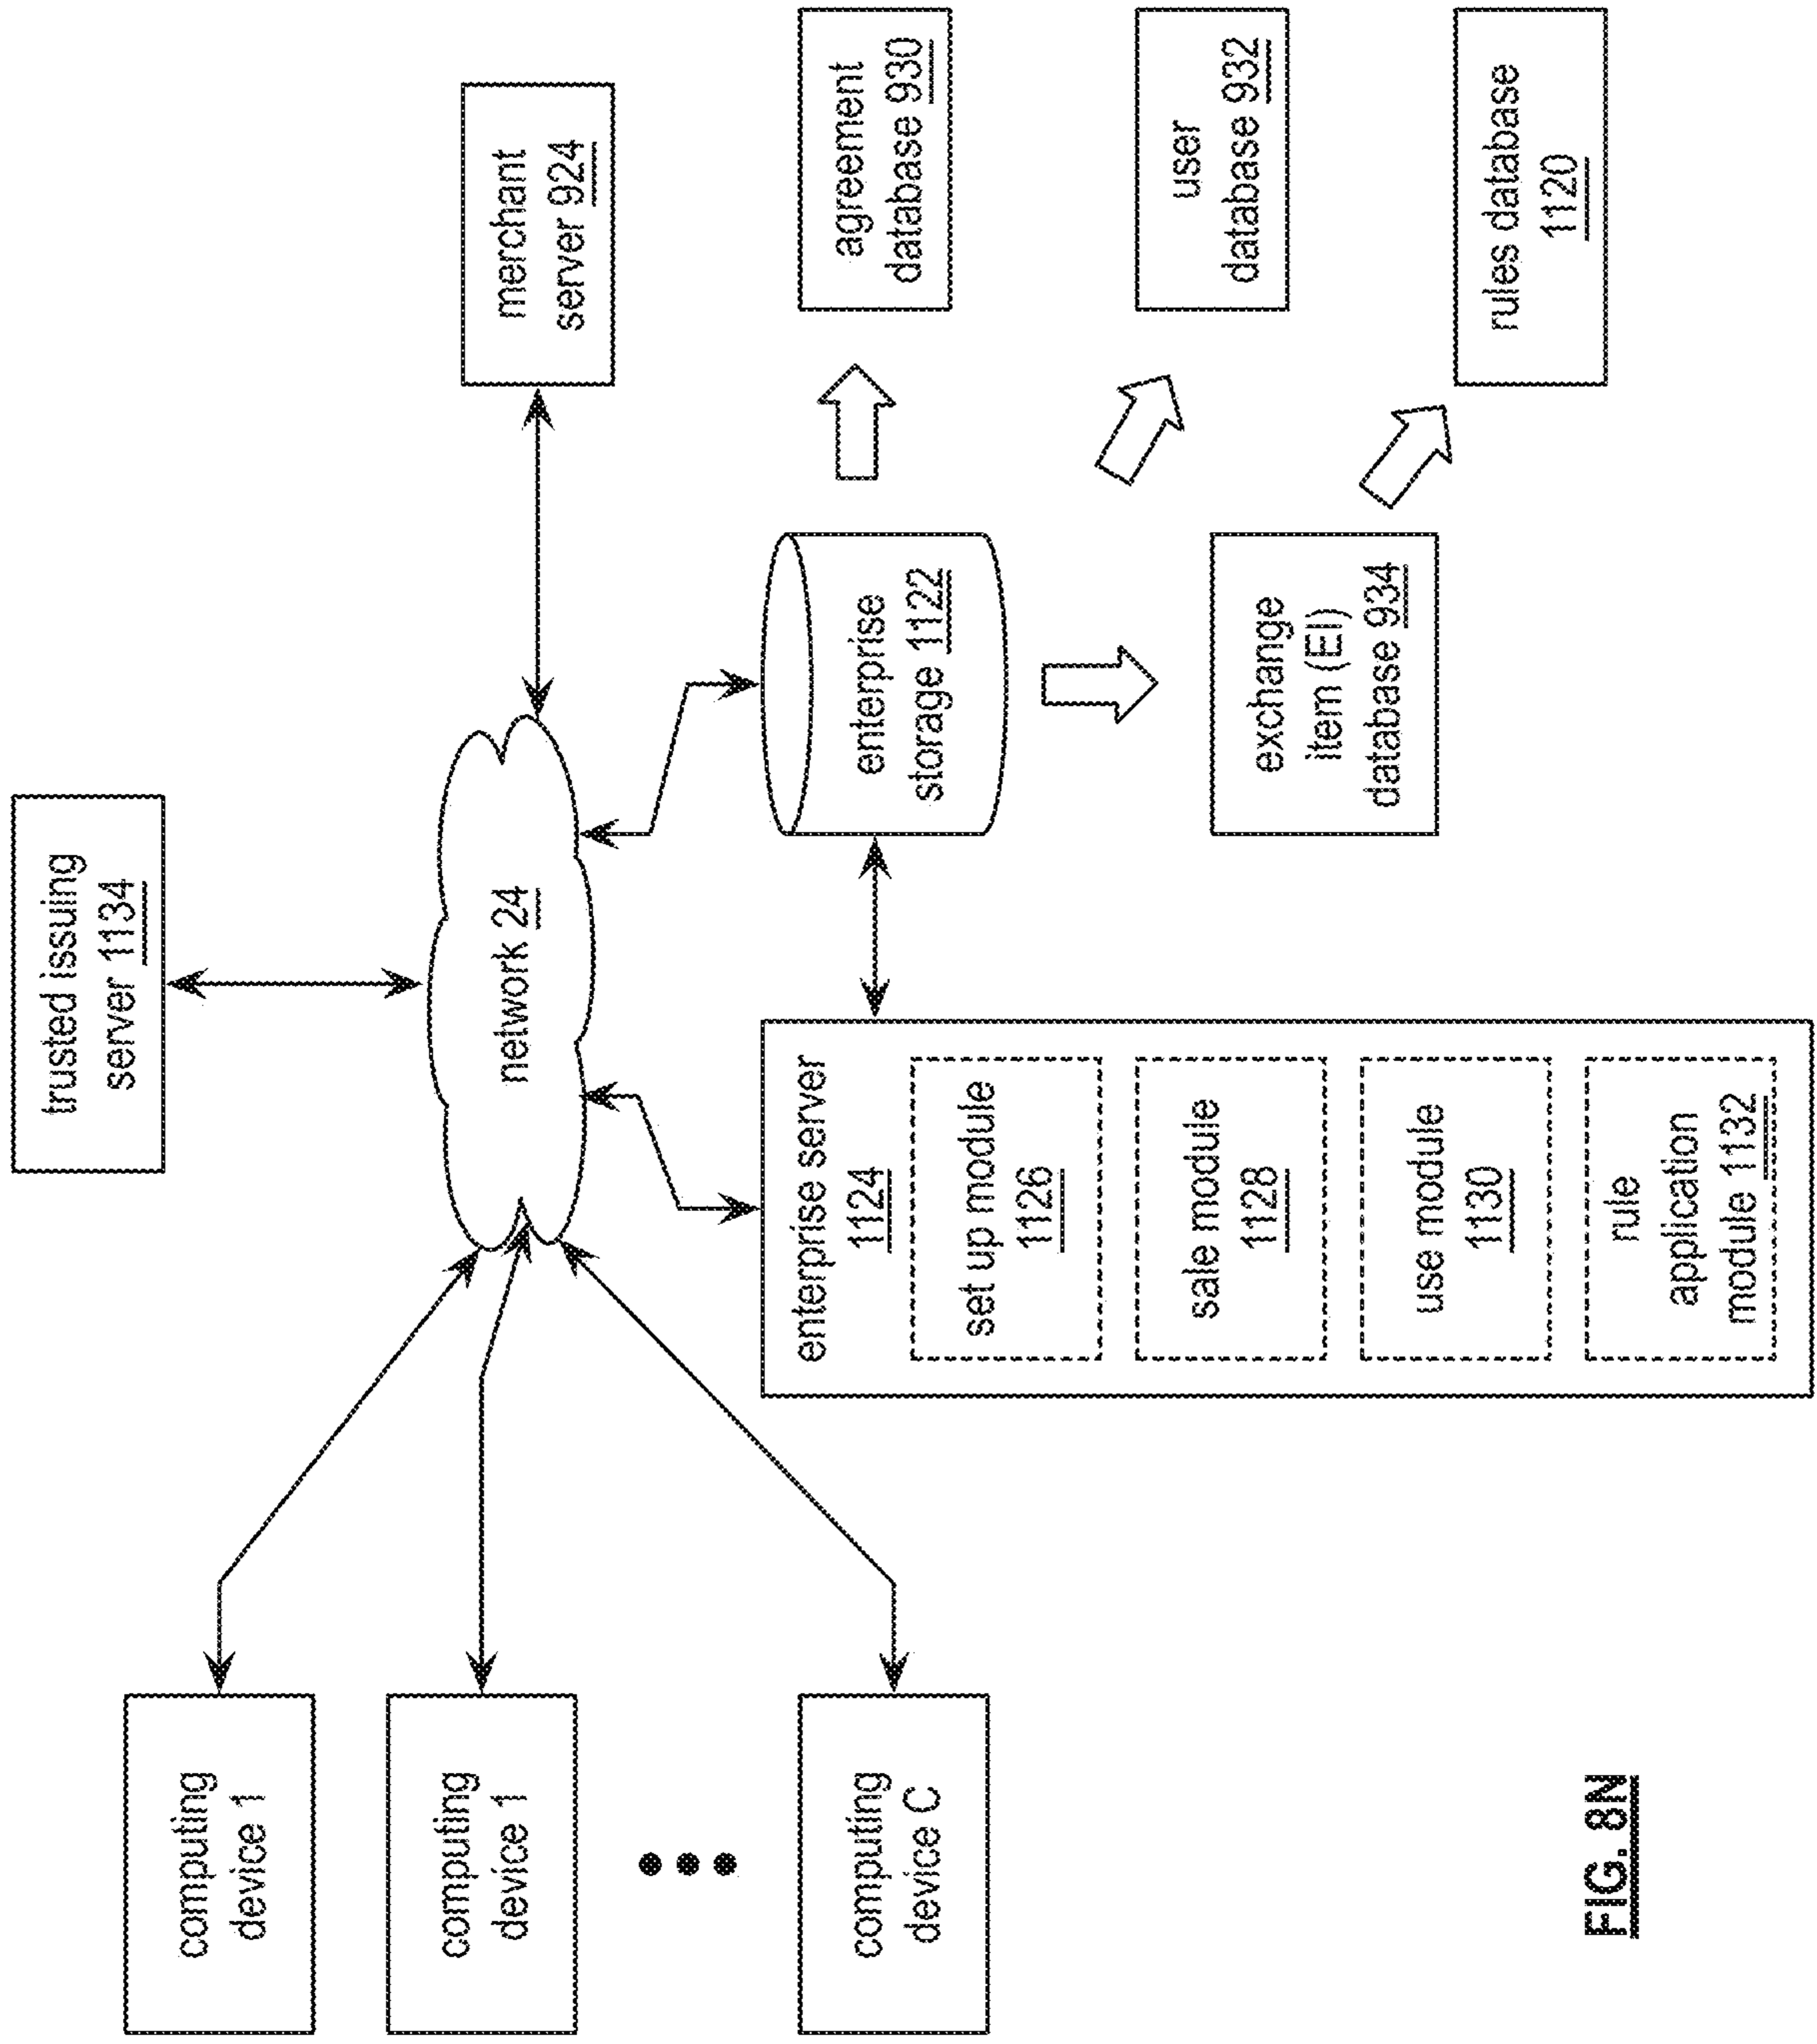 trusted issuing
server 1134
computing
device 1
computing
device 1
computing
device C
network 24
merchant
server 924
enterprise server
1124
set up module
1126
sale module
1128
use module
1130
rule
application
module 1132
enterprise
storage 1122
agreement
database 930
user
database 932
exchange
item (EI)
database 934
rules database
1120
FIG. 8N